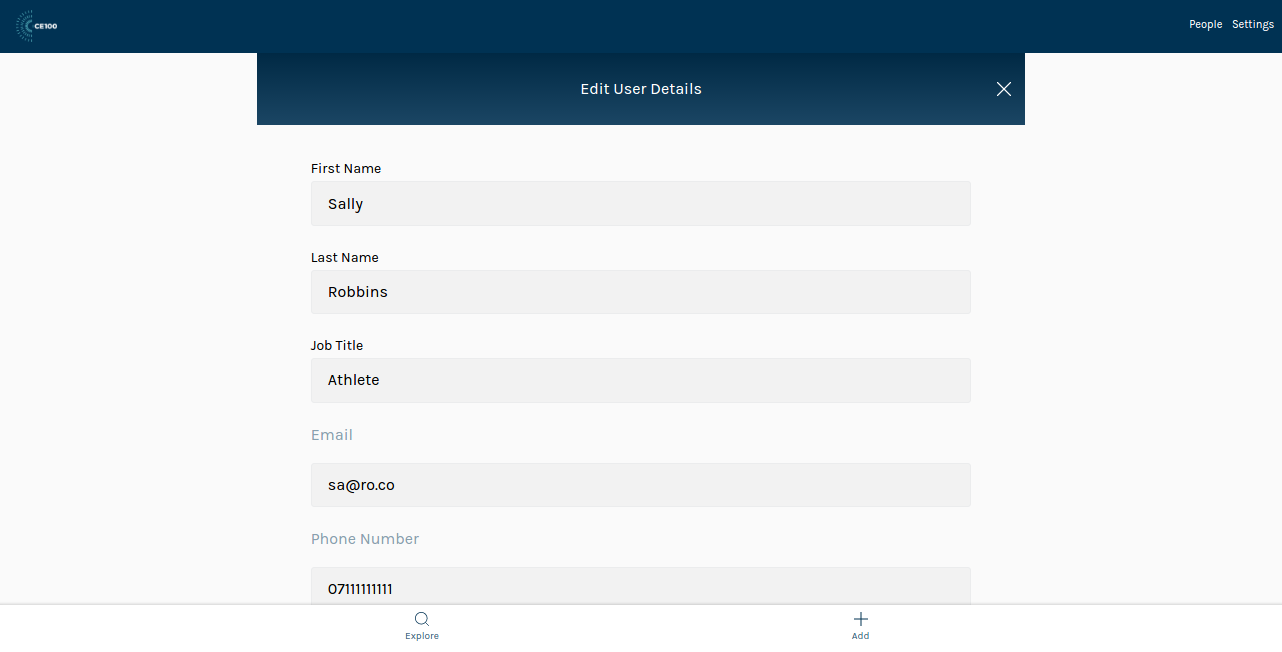 CE100
People Settings
Edit User Details
First Name
Sally
Last Name
Robbins
Job Title
Athlete
Email
sa@ro.co
Phone Number
07111111111
Explore Add